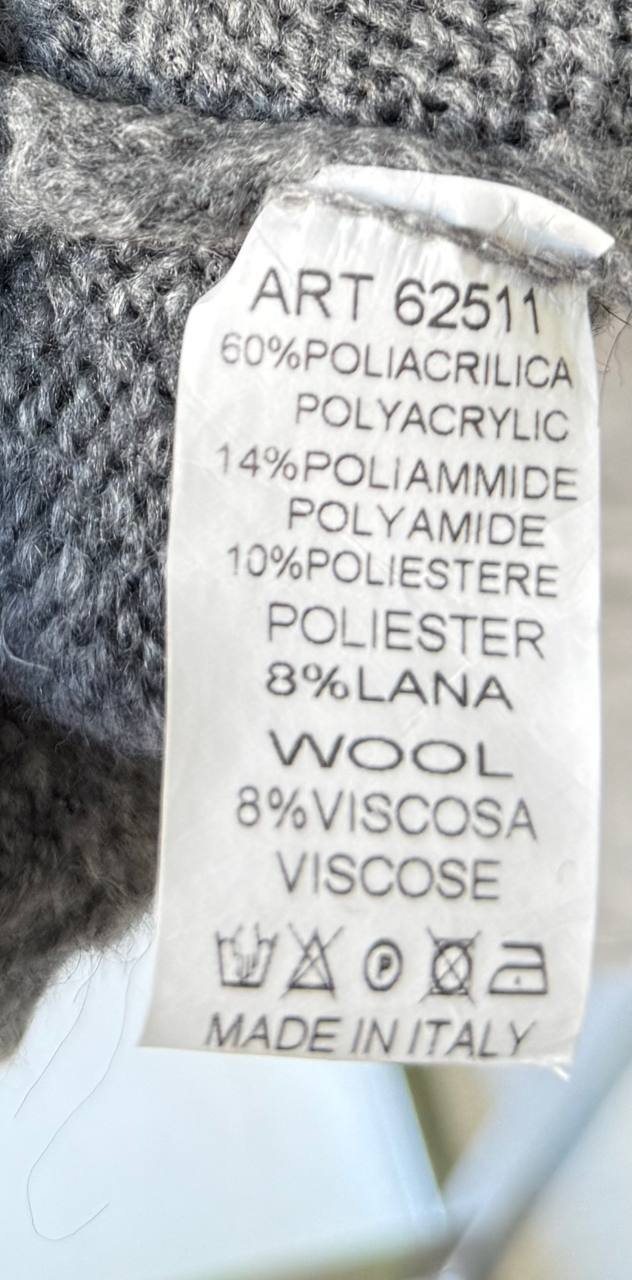 ART 62511
60%POLIACRILICA
POLYACRYLIC
14%POLIAMMIDE
POLYAMIDE
10%POLIESTERE
POLIESTER
8%LANA
WOOL
8%VISCOSA
VISCOSE
P
MADE IN ITALY